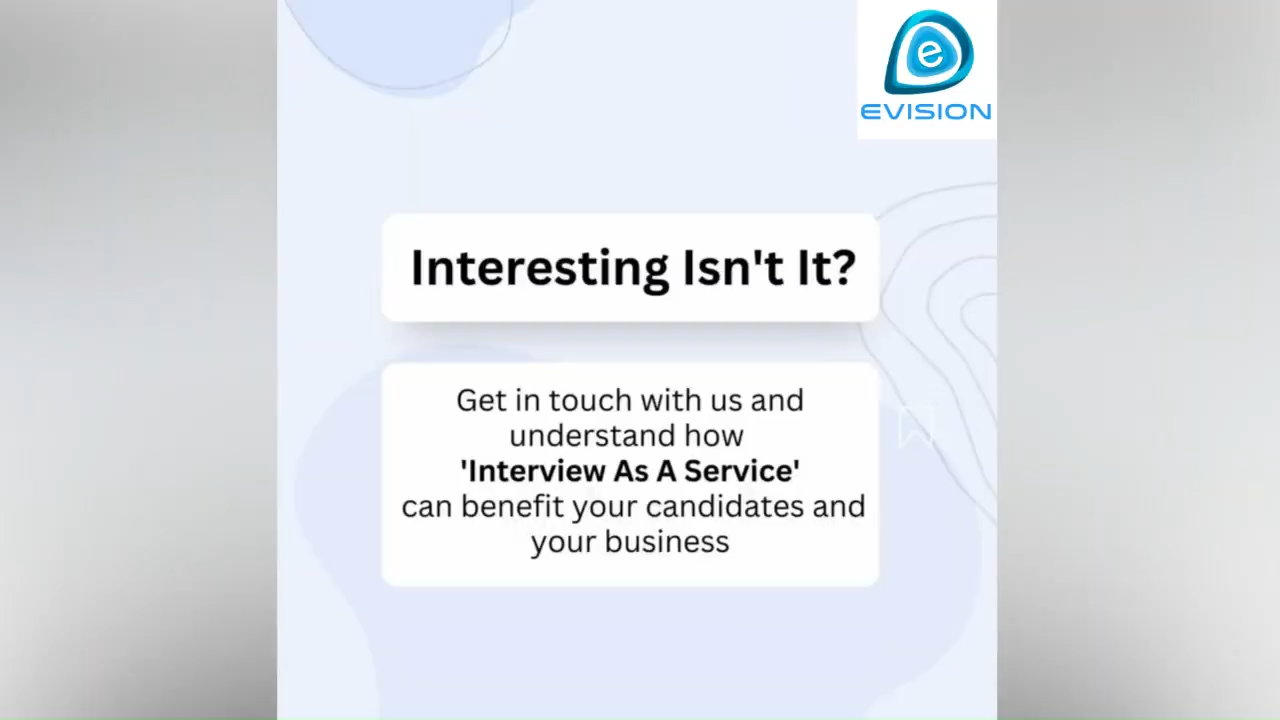 e
EVISION
Interesting Isn't It?
Get in touch with us and
understand how
'Interview As A Service'
can benefit your candidates and
your business